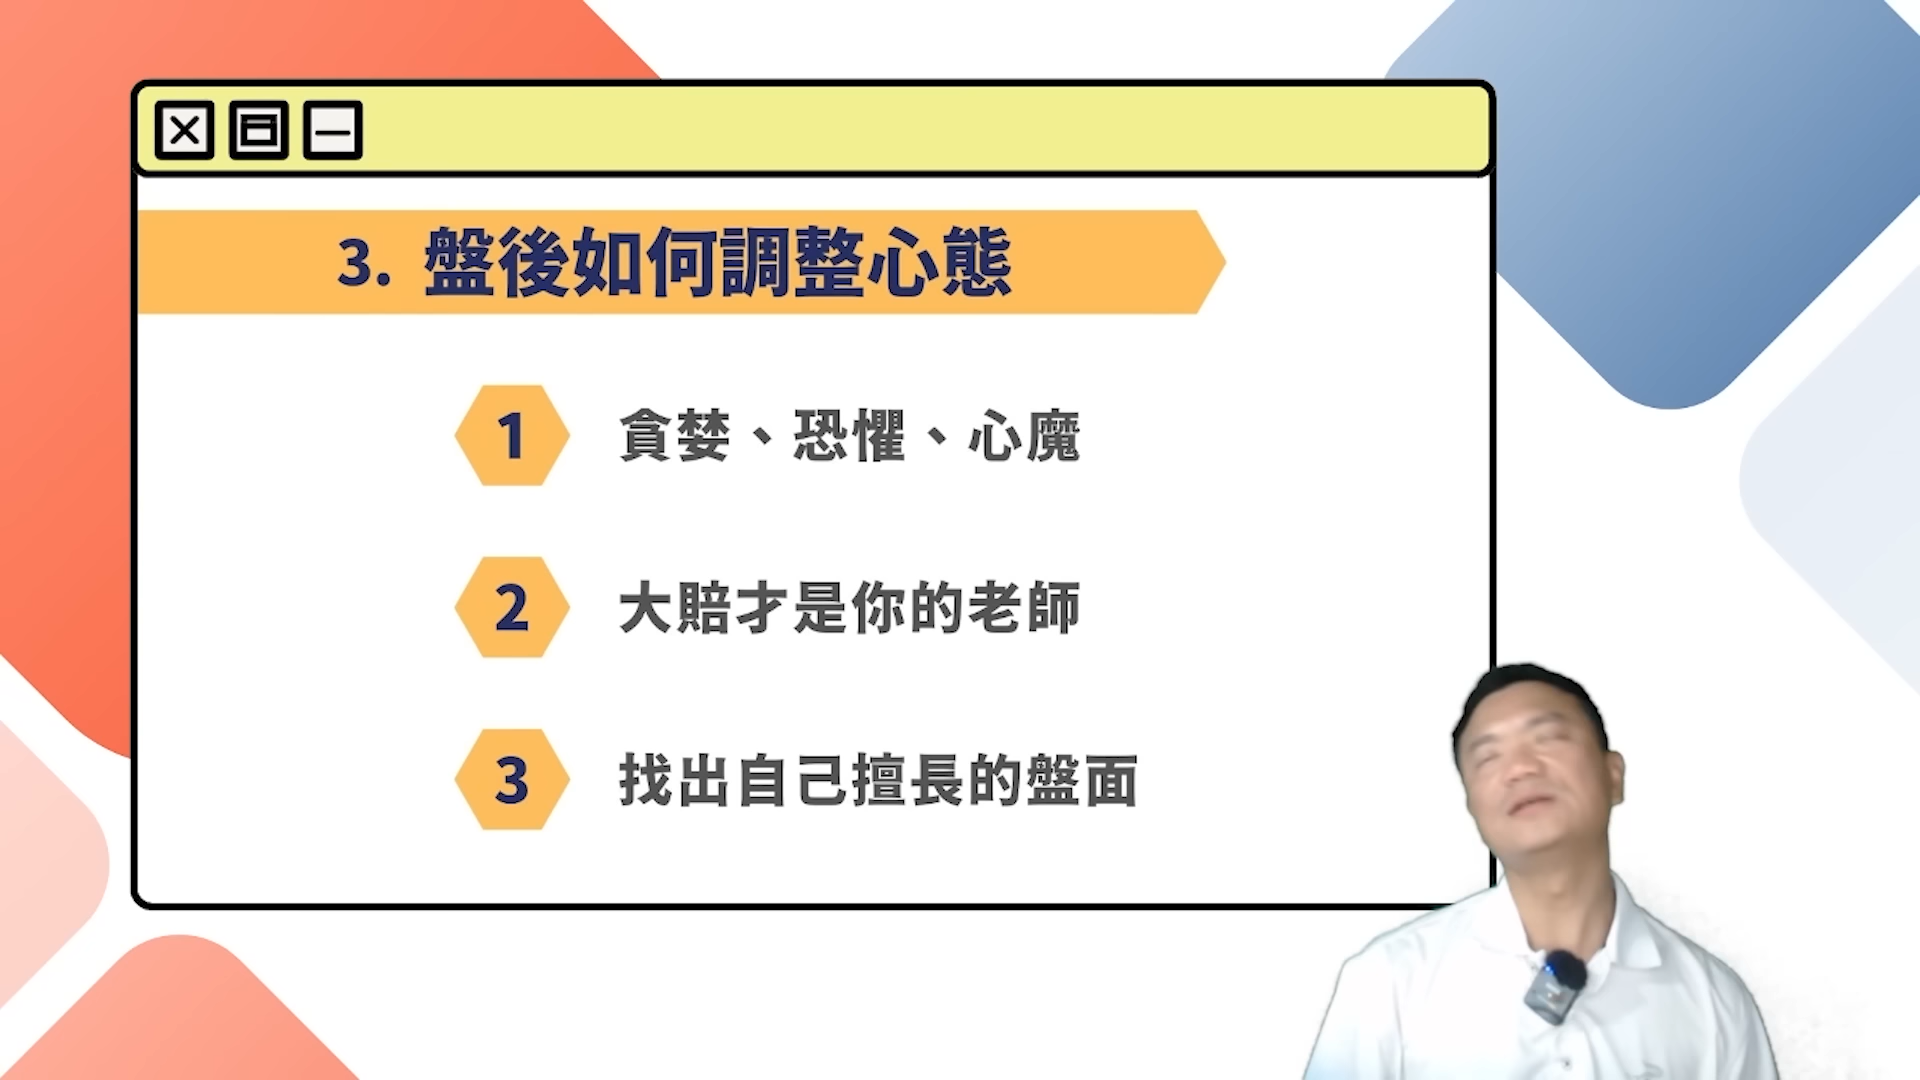 3. 盤後如何調整心態
1 貪婪、恐懼、心魔
2 大賠才是你的老師
3 找出自己擅長的盤面